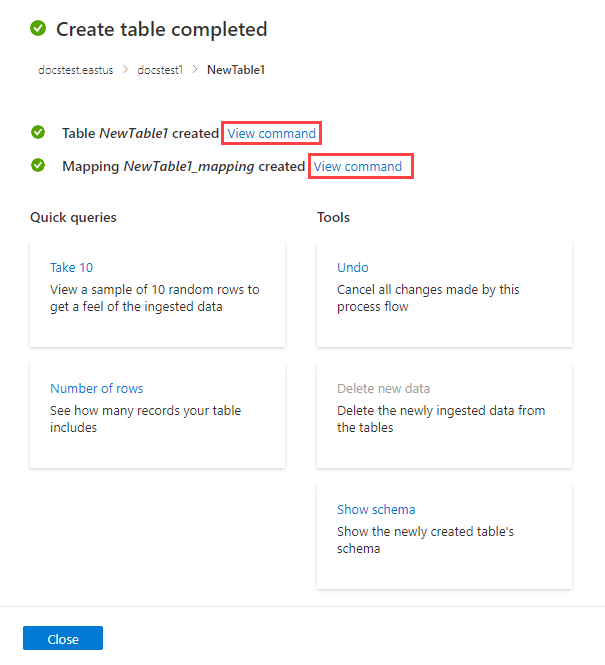 Create table completed
docstest.eastus > docstest1 > NewTable1
Table NewTable1 created View command
Mapping NewTable1_mapping created View command
Quick queries
Take 10
View a sample of 10 random rows to
get a feel of the ingested data
Number of rows
See how many records your table
includes
Tools
Undo
Cancel all changes made by this
process flow
Delete new data
Delete the newly ingested data from
the tables
Show schema
Show the newly created table's
schema
Close